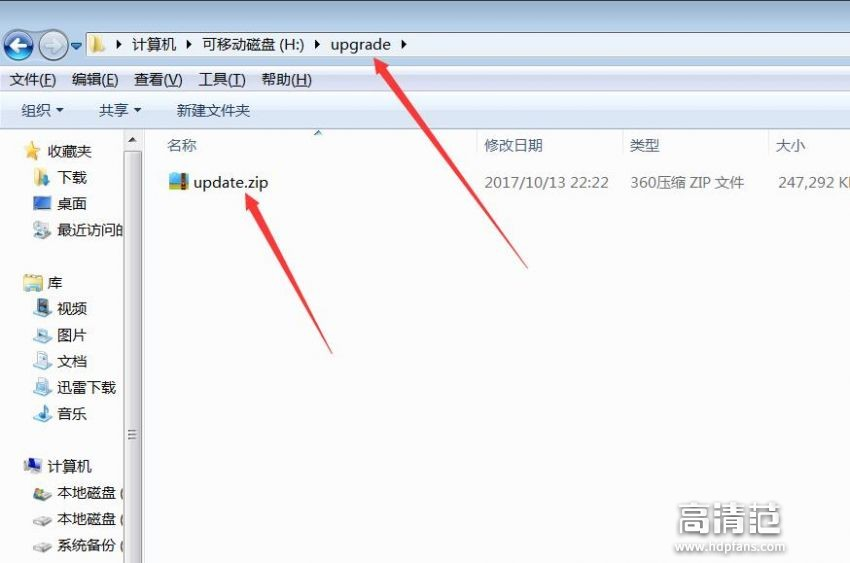 计算机 可移动磁盘 (H:) upgrade
文件(F) 编辑(E) 查看(V) 工具(T) 帮助(H)
组织 共享 新建文件夹
名称 修改日期 类型 大小
update.zip 2017/10/13 22:22 360压缩 ZIP 文件 247,292 K
收藏夹
下载
桌面
最近访问的
库
视频
图片
文档
迅雷下载
音乐
计算机
本地磁盘 (
本地磁盘 (
系统备份 (
高清范
www.hdpfans.com